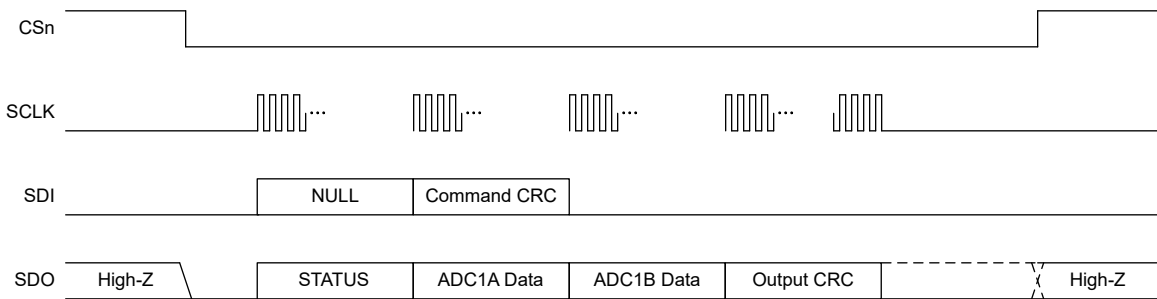 CSn
SCLK
... ... ... ...
SDI NULL Command CRC
SDO High-Z STATUS ADC1A Data ADC1B Data Output CRC High-Z